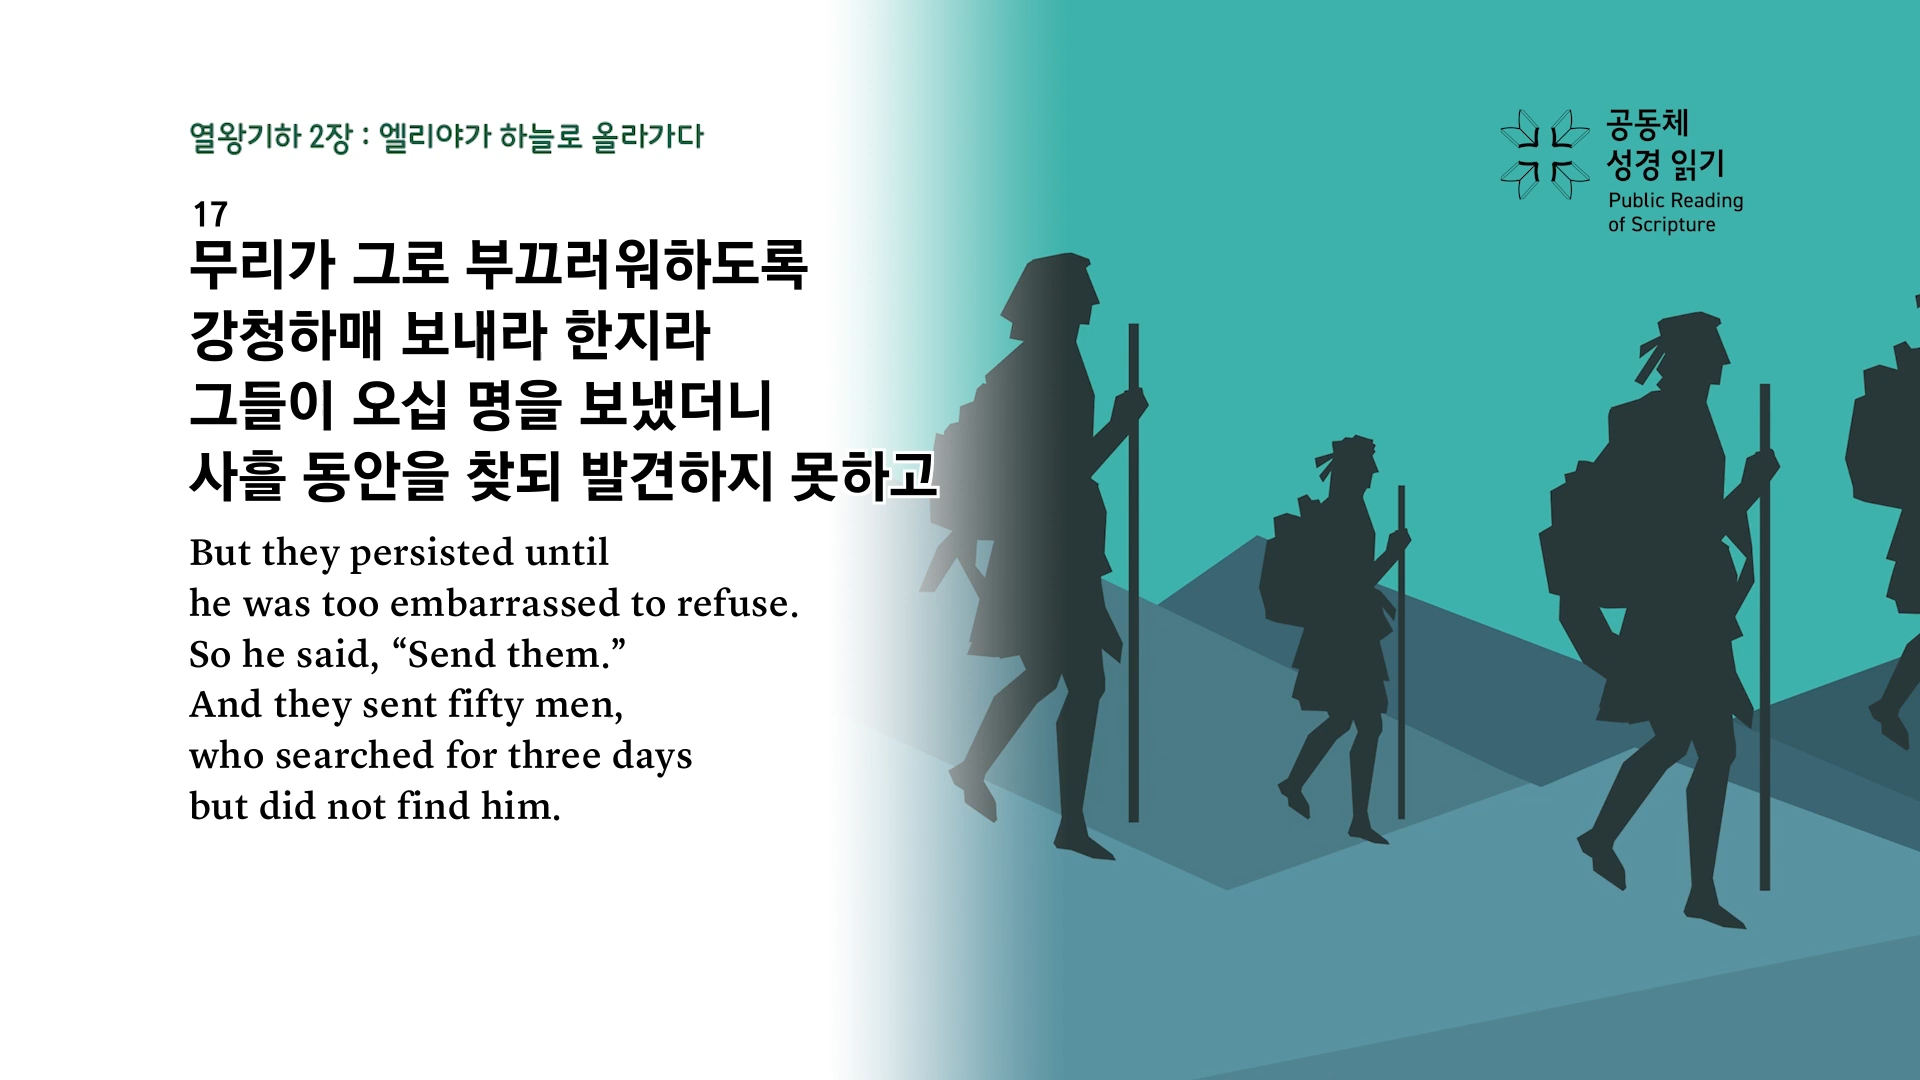 열왕기하 2장 : 엘리야가 하늘로 올라가다
17
무리가 그로 부끄러워하도록
강청하매 보내라 한지라
그들이 오십 명을 보냈더니
사흘 동안을 찾되 발견하지 못하고
But they persisted until
he was too embarrassed to refuse.
So he said, “Send them.”
And they sent fifty men,
who searched for three days
but did not find him.
공동체
성경 읽기
Public Reading
of Scripture